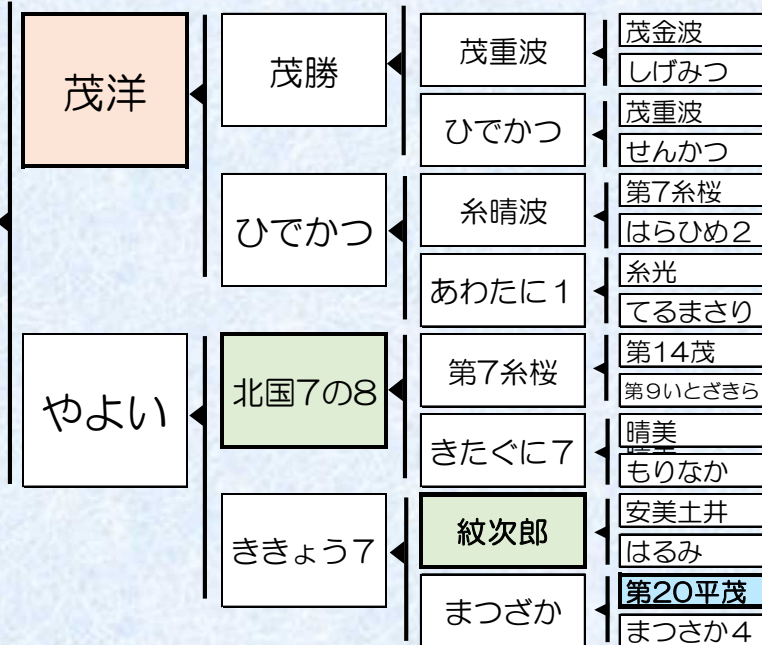 茂洋
やよい
茂勝
ひでかつ
北国7の8
ききょう7
茂重波
ひでかつ
糸晴波
あわたに1
第7糸桜
きたぐに7
紋次郎
まつざか
茂金波
しげみつ
茂重波
せんかつ
第7糸桜
はらひめ2
糸光
てるまさり
第14茂
第9いとざきら
晴美
もりなか
安美土井
はるみ
第20平茂
まつさか4